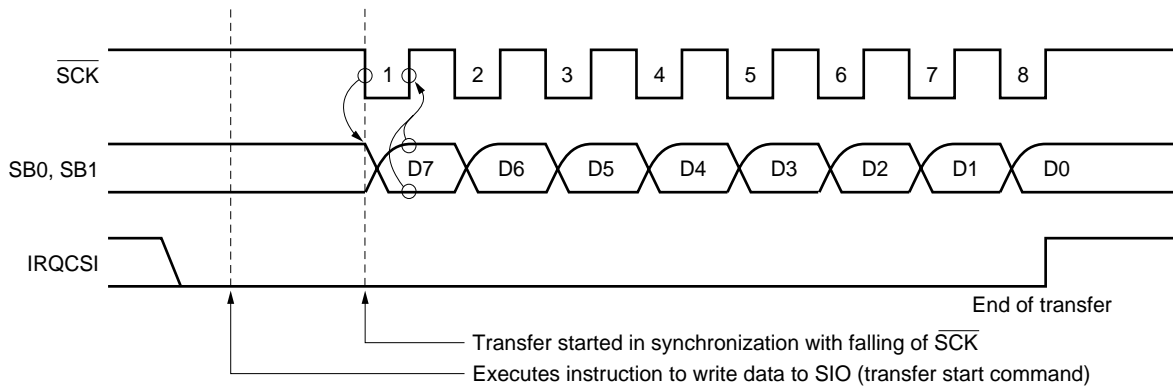 SCK 1 2 3 4 5 6 7 8
SB0, SB1 D7 D6 D5 D4 D3 D2 D1 D0
IRQCSI
End of transfer
Transfer started in synchronization with falling of SCK
Executes instruction to write data to SIO (transfer start command)